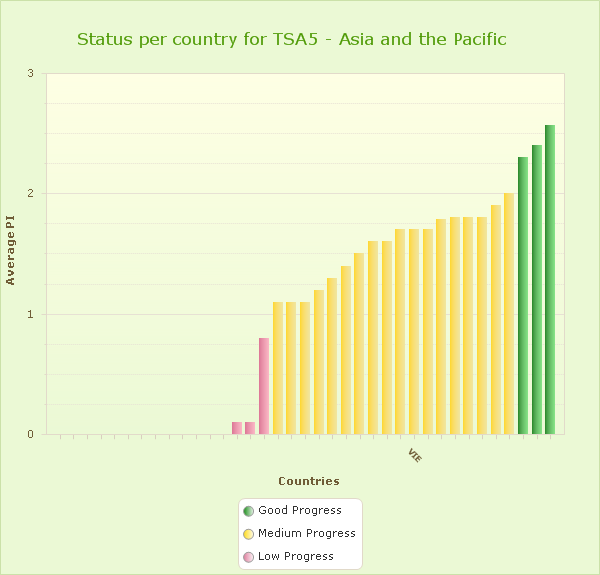 Status per country for TSA5 - Asia and the Pacific
3
2
1
0
Average PI
VIE
Countries
Good Progress
Medium Progress
Low Progress